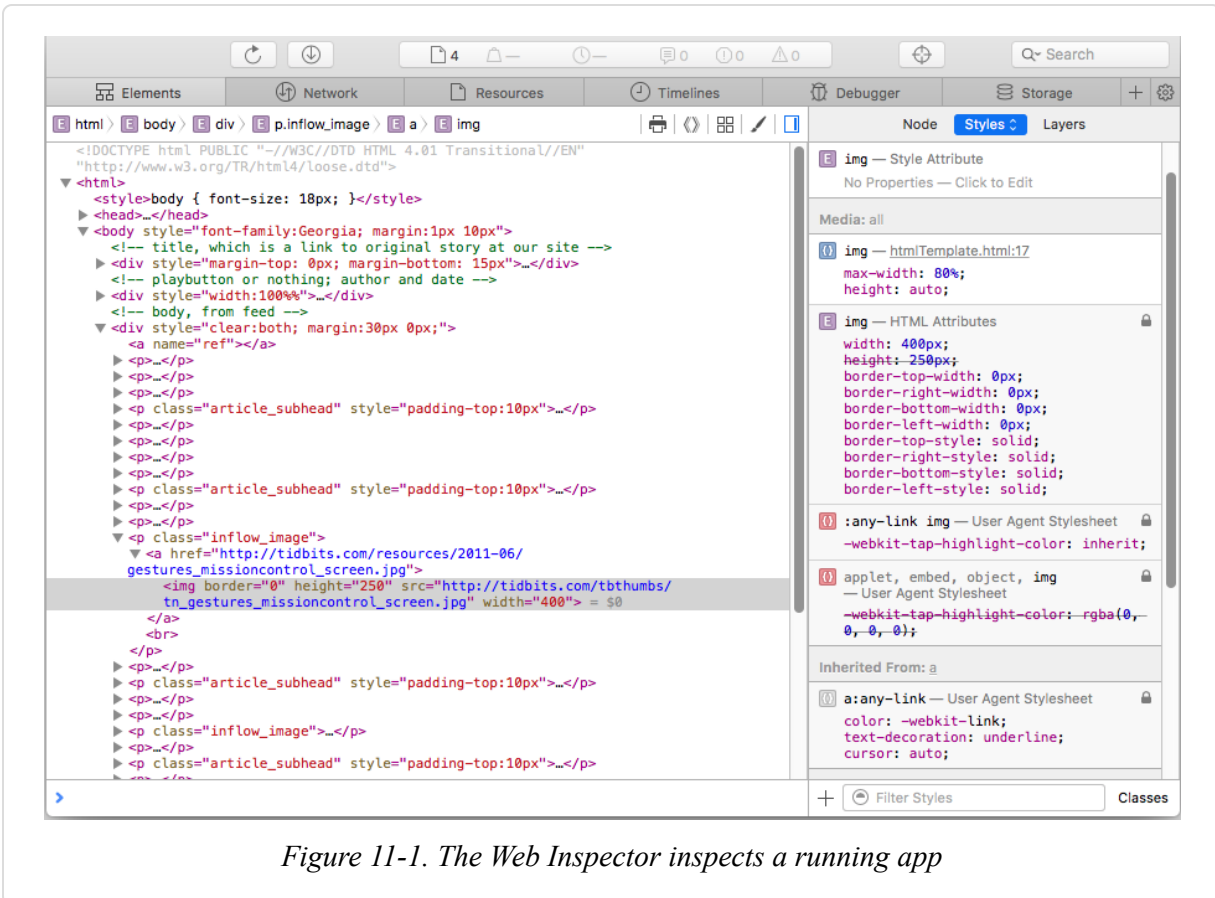 4 — — 0 0 0 Search
Elements Network Resources Timelines Debugger Storage
E html E body E div E p.inflow_image E a E img Node Styles Layers
<!DOCTYPE html PUBLIC "-//W3C//DTD HTML 4.01 Transitional//EN"
"http://www.w3.org/TR/html4/loose.dtd">
<html>
<style>body { font-size: 18px; }</style>
<head>…</head>
<body style="font-family:Georgia; margin:1px 10px">
<!-- title, which is a link to original story at our site -->
<div style="margin-top: 0px; margin-bottom: 15px">…</div>
<!-- playbutton or nothing; author and date -->
<div style="width:100%%">…</div>
<!-- body, from feed -->
<div style="clear:both; margin:30px 0px;">
<a name="ref"></a>
<p>…</p>
<p>…</p>
<p>…</p>
<p class="article_subhead" style="padding-top:10px">…</p>
<p>…</p>
<p>…</p>
<p>…</p>
<p>…</p>
<p class="article_subhead" style="padding-top:10px">…</p>
<p>…</p>
<p>…</p>
<p class="inflow_image">
<a href="http://tidbits.com/resources/2011-06/
gestures_missioncontrol_screen.jpg">
<img border="0" height="250" src="http://tidbits.com/tbthumbs/
tn_gestures_missioncontrol_screen.jpg" width="400"> = $0
</a>
<br>
</p>
<p>…</p>
<p class="article_subhead" style="padding-top:10px">…</p>
<p>…</p>
<p>…</p>
<p class="inflow_image">…</p>
<p>…</p>
<p class="article_subhead" style="padding-top:10px">…</p>
E img — Style Attribute
No Properties — Click to Edit
Media: all
img — htmlTemplate.html:17
max-width: 80%;
height: auto;
E img — HTML Attributes
width: 400px;
height: 250px;
border-top-width: 0px;
border-right-width: 0px;
border-bottom-width: 0px;
border-left-width: 0px;
border-top-style: solid;
border-right-style: solid;
border-bottom-style: solid;
border-left-style: solid;
:any-link img — User Agent Stylesheet
-webkit-tap-highlight-color: inherit;
applet, embed, object, img
— User Agent Stylesheet
-webkit-tap-highlight-color: rgba(0,
0, 0, 0);
Inherited From: a
a:any-link — User Agent Stylesheet
color: -webkit-link;
text-decoration: underline;
cursor: auto;
Filter Styles Classes
Figure 11-1. The Web Inspector inspects a running app